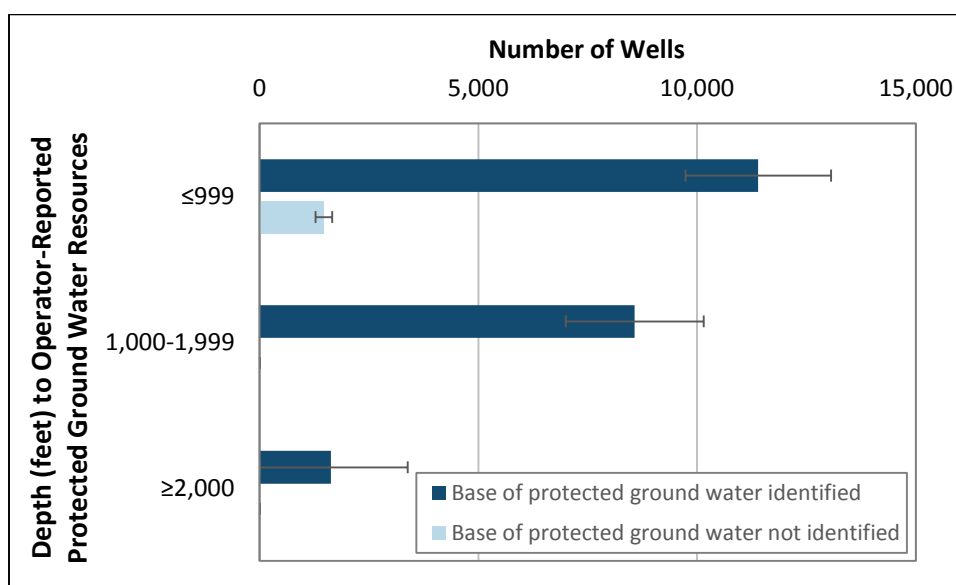 Number of Wells
0 5,000 10,000 15,000
Depth (feet) to Operator-Reported
Protected Ground Water Resources
≤999
1,000-1,999
≥2,000
Base of protected ground water identified
Base of protected ground water not identified